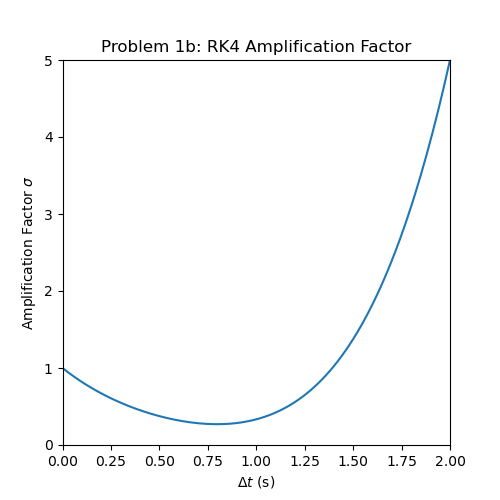 Problem 1b: RK4 Amplification Factor
5
4
3
2
1
0
Amplification Factor σ
0.00 0.25 0.50 0.75 1.00 1.25 1.50 1.75 2.00
Δt (s)